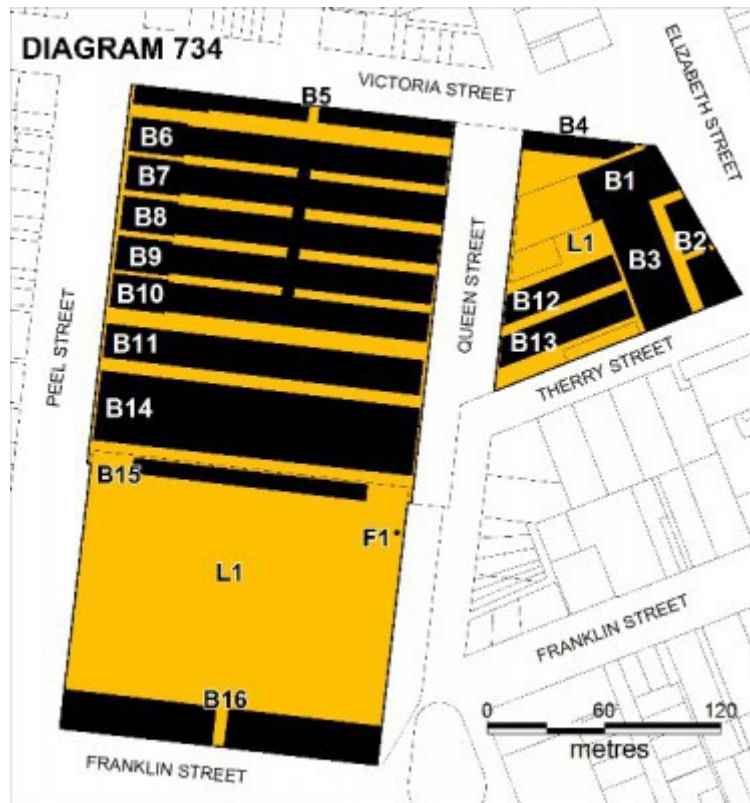 DIAGRAM 734
VICTORIA STREET
ELIZABETH STREET
B5
B4
B6
B1
B7
B8
L1
B2
B9
B3
QUEEN STREET
B10
B12
PEEL STREET
B11
B13
THERRY STREET
B14
B15
F1
L1
FRANKLIN STREET
B16
0 60 120
metres
FRANKLIN STREET